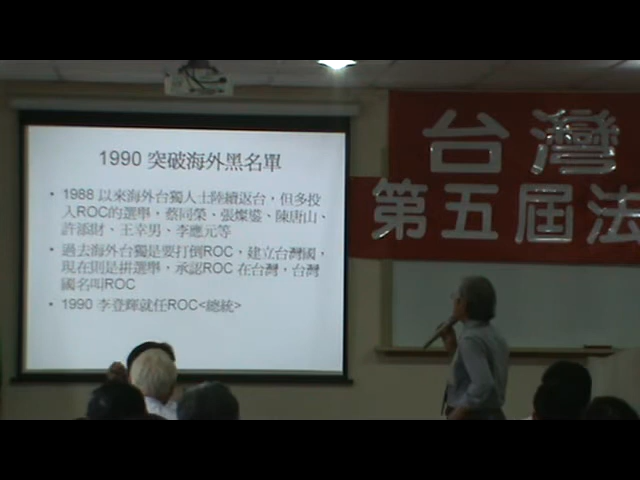 1990 突破海外黑名單
• 1988 以來海外台獨人士陸續返台，但多投
入ROC的選舉，蔡同榮、張燦鍙、陳唐山、
許添財、王幸男、李應元等
• 過去海外台獨是要打倒ROC，建立台灣國，
現在則是拚選舉，承認ROC 在台灣，台灣
國名叫ROC
• 1990 李登輝就任ROC<總統>
台灣
第五屆法